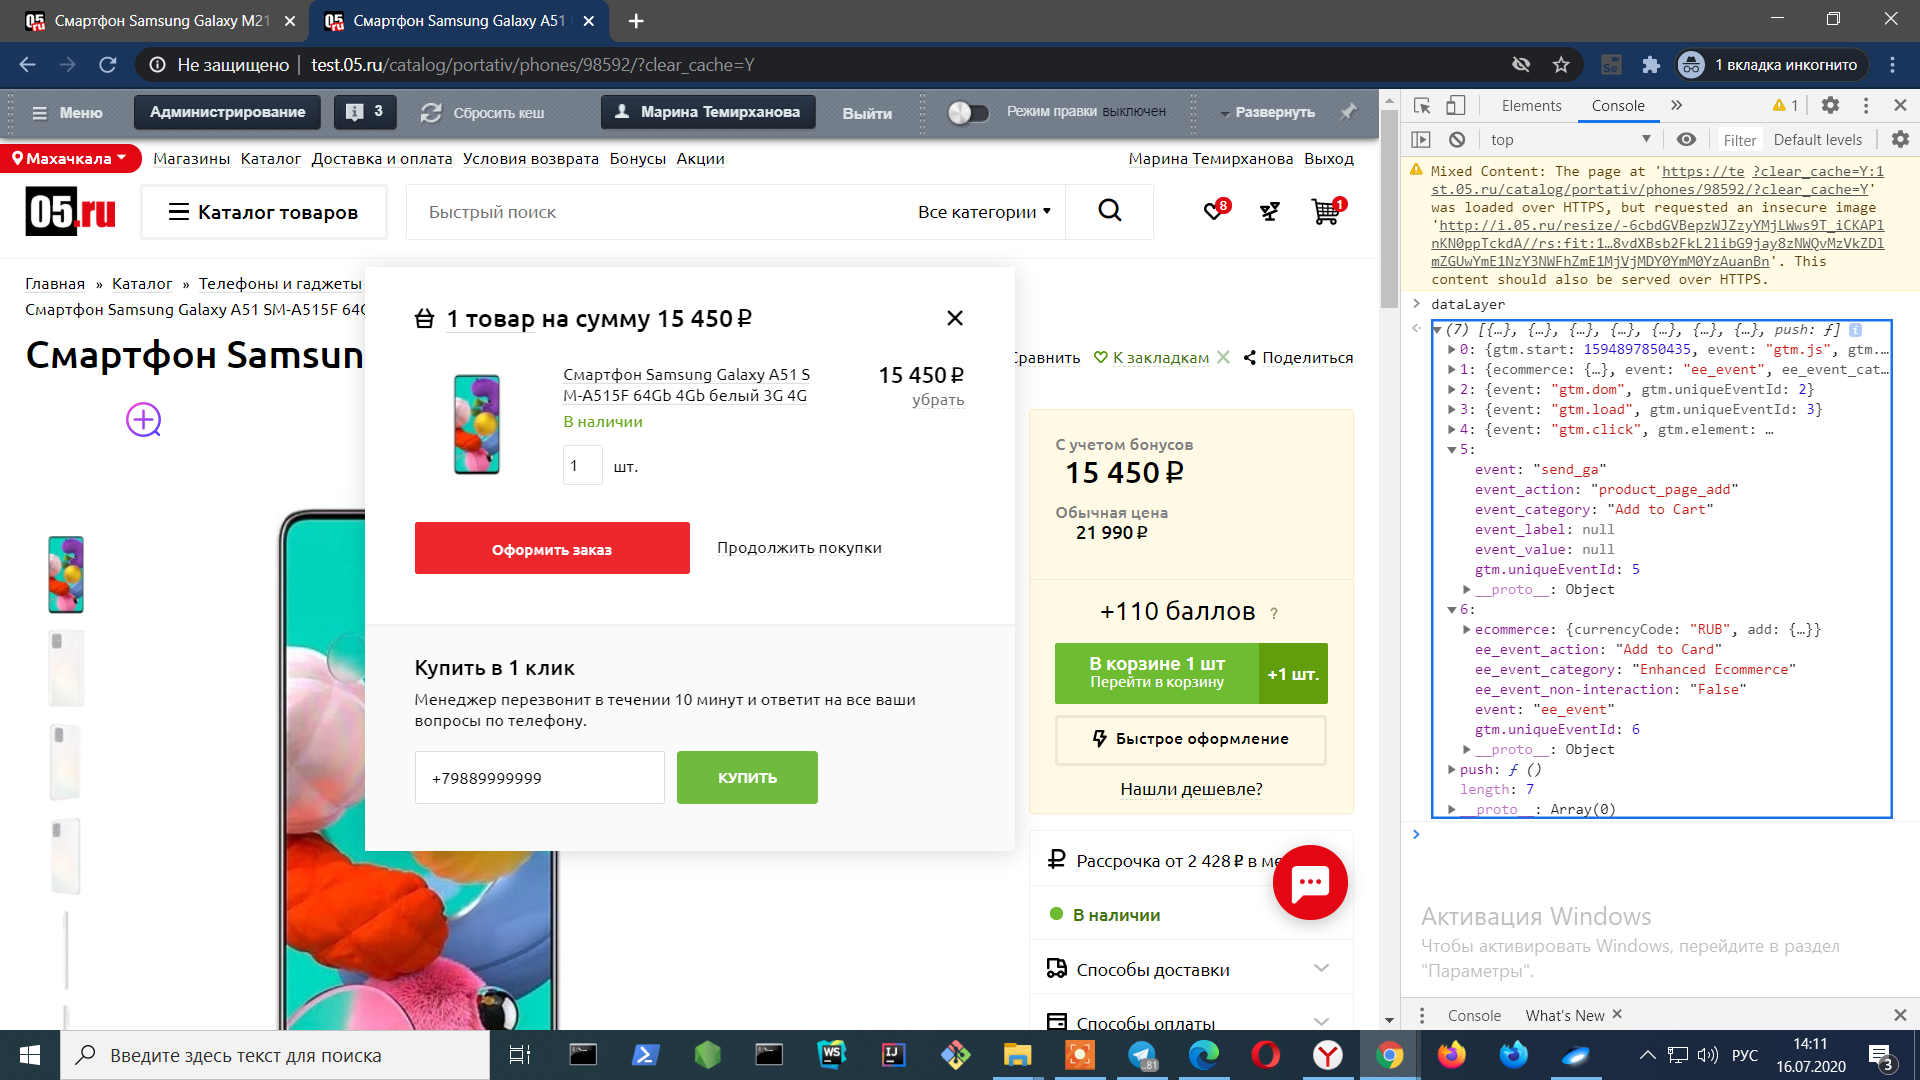 Смартфон Samsung Galaxy M21
Смартфон Samsung Galaxy A51
Не защищено
test.05.ru/catalog/portativ/phones/98592/?clear_cache=Y
1 вкладка инкогнито
Меню
Администрирование
3
Сбросить кеш
Марина Темирханова
Выйти
Режим правки выключен
Развернуть
Махачкала
Магазины
Каталог
Доставка и оплата
Условия возврата
Бонусы
Акции
Марина Темирханова
Выход
05.ru
Каталог товаров
Быстрый поиск
Все категории
8
1
Главная » Каталог » Телефоны и гаджеты
Смартфон Samsung Galaxy A51 SM-A515F 64G
Смартфон Samsun
Сравнить
К закладкам
Поделиться
1 товар на сумму 15 450 ₽
Смартфон Samsung Galaxy A51 S
M-A515F 64Gb 4Gb белый 3G 4G
В наличии
1 шт.
15 450 ₽
убрать
Оформить заказ
Продолжить покупки
Купить в 1 клик
Менеджер перезвонит в течении 10 минут и ответит на все ваши
вопросы по телефону.
+79889999999
КУПИТЬ
С учетом бонусов
15 450 ₽
Обычная цена
21 990 ₽
+110 баллов ?
В корзине 1 шт
Перейти в корзину
+1 шт.
Быстрое оформление
Нашли дешевле?
Рассрочка от 2 428 ₽ в ме
В наличии
Способы доставки
Способы оплаты
Elements
Console
1
top
Filter
Default levels
Mixed Content: The page at 'https://te ?clear_cache=Y:1
st.05.ru/catalog/portativ/phones/98592/?clear_cache=Y'
was loaded over HTTPS, but requested an insecure image
'http://i.05.ru/resize/-6cbdGVBepzWJZzyYMjLWws9T_iCKAPl
nKN0ppTckdA//rs:fit:1…8vdXBsb2FkL2libG9jay8zNWQvMzVkZDl
mZGUwYmE1NzY3NWFhZmE1MjVjMDY0YmM0YzAuanBn'. This
content should also be served over HTTPS.
dataLayer
(7) [{…}, {…}, {…}, {…}, {…}, {…}, {…}, push: ƒ]
0: {gtm.start: 1594897850435, event: "gtm.js", gtm.…
1: {ecommerce: {…}, event: "ee_event", ee_event_cat…
2: {event: "gtm.dom", gtm.uniqueEventId: 2}
3: {event: "gtm.load", gtm.uniqueEventId: 3}
4: {event: "gtm.click", gtm.element: …
5:
event: "send_ga"
event_action: "product_page_add"
event_category: "Add to Cart"
event_label: null
event_value: null
gtm.uniqueEventId: 5
__proto__: Object
6:
ecommerce: {currencyCode: "RUB", add: {…}}
ee_event_action: "Add to Card"
ee_event_category: "Enhanced Ecommerce"
ee_event_non-interaction: "False"
event: "ee_event"
gtm.uniqueEventId: 6
__proto__: Object
push: ƒ ()
length: 7
__proto__: Array(0)
Активация Windows
Чтобы активировать Windows, перейдите в раздел
"Параметры".
Console
What's New
Введите здесь текст для поиска
WS
IJ
81
РУС
14:11
16.07.2020
3